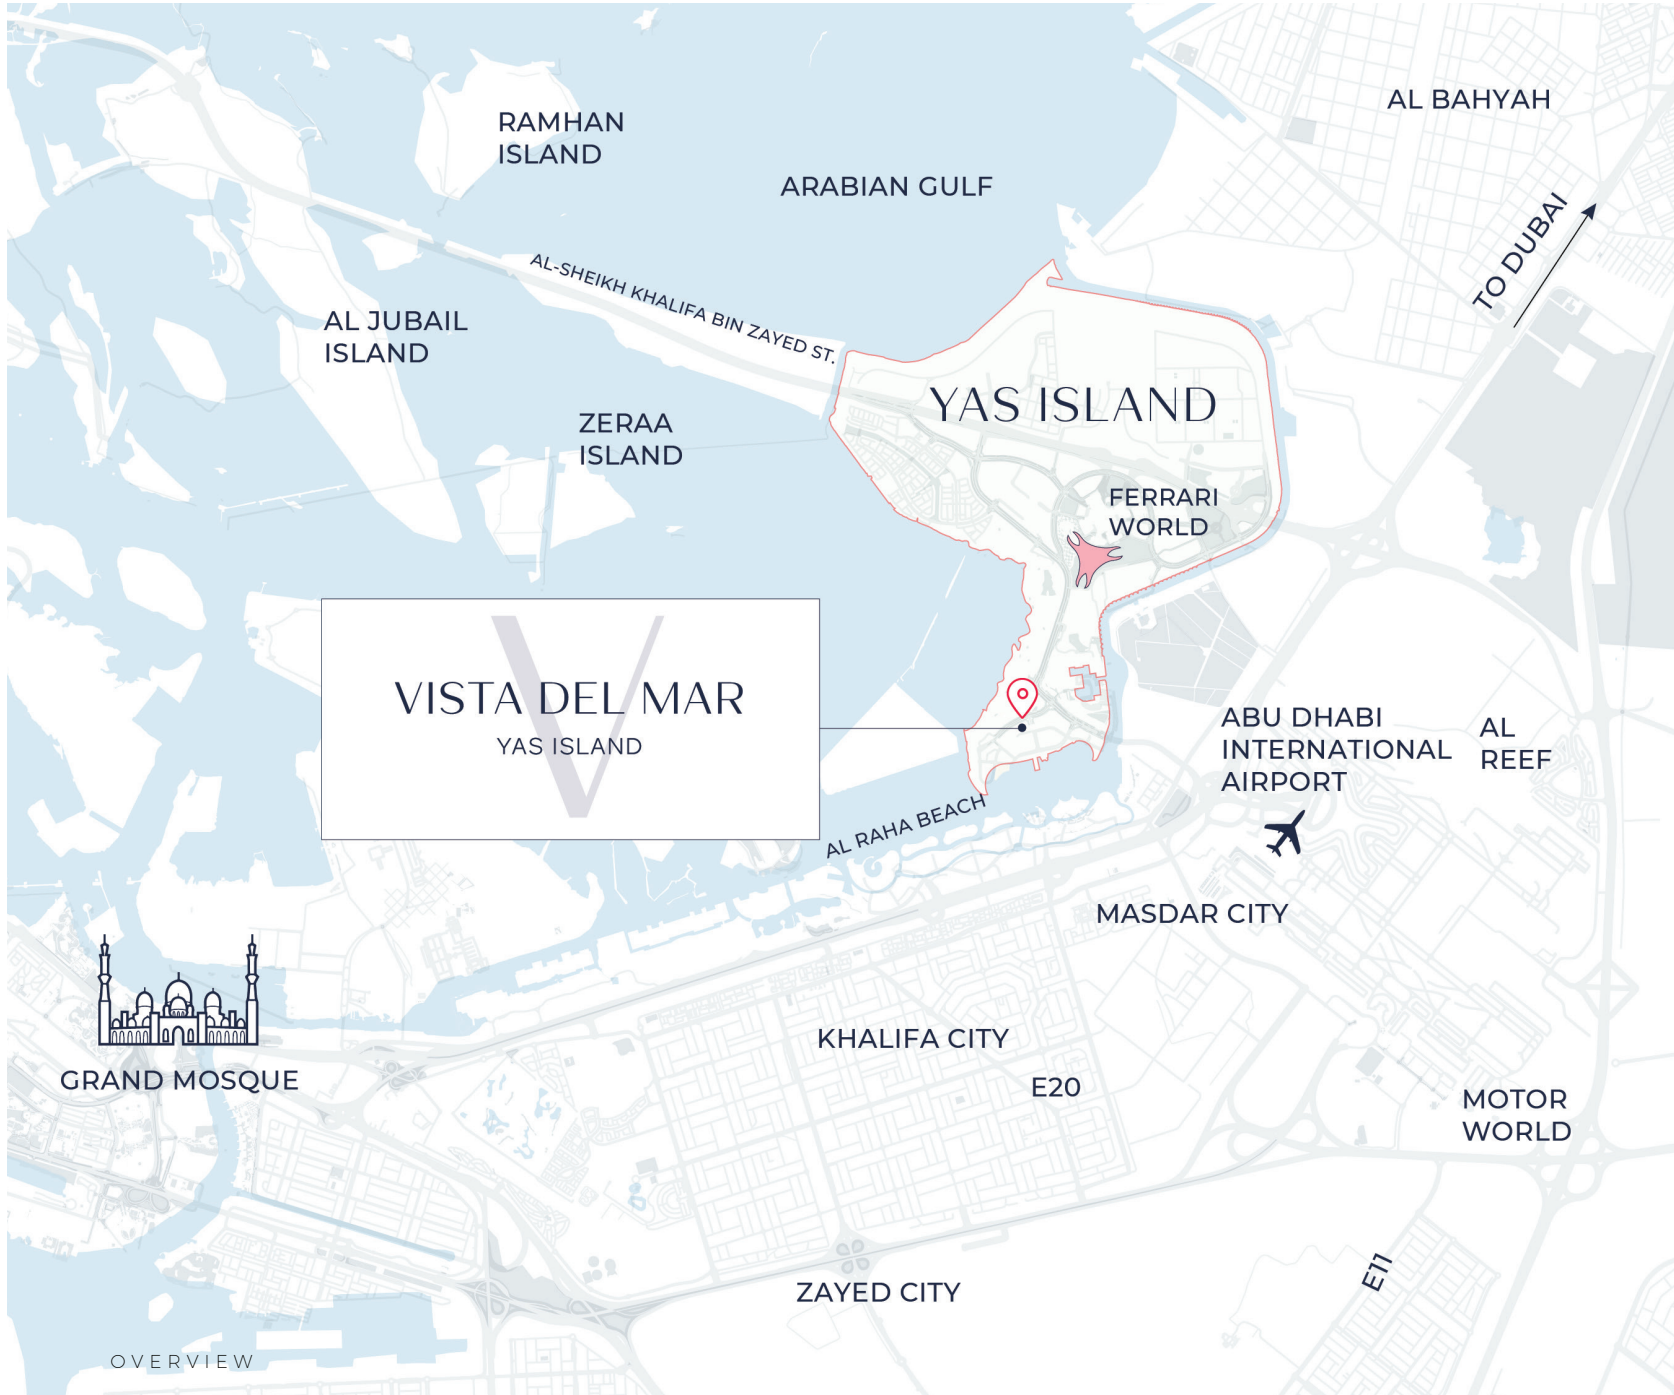 AL BAHYAH
RAMHAN
ISLAND
ARABIAN GULF
TO DUBAI
AL-SHEIKH KHALIFA BIN ZAYED ST.
AL JUBAIL
ISLAND
YAS ISLAND
ZERAA
ISLAND
FERRARI
WORLD
V
VISTA DEL MAR
YAS ISLAND
ABU DHABI
INTERNATIONAL
AIRPORT
AL
REEF
AL RAHA BEACH
MASDAR CITY
KHALIFA CITY
GRAND MOSQUE
E20
MOTOR
WORLD
E11
ZAYED CITY
OVERVIEW